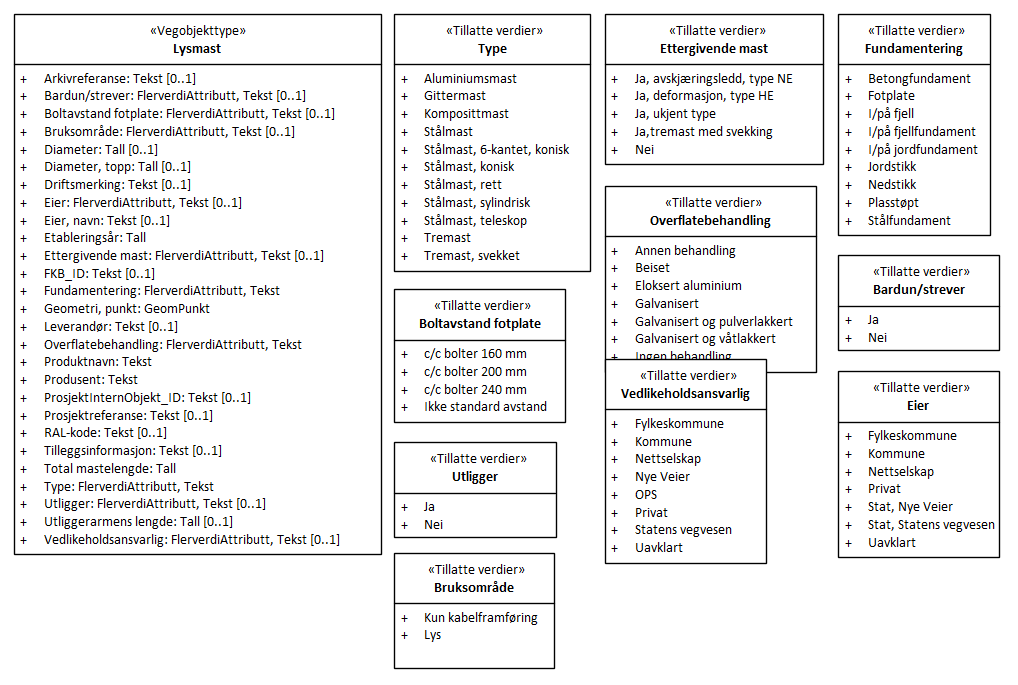 «Vegobjekttype»
Lysmast
+ Arkivreferanse: Tekst [0..1]
+ Bardun/strever: FlerverdiAttributt, Tekst [0..1]
+ Boltavstand fotplate: FlerverdiAttributt, Tekst [0..1]
+ Bruksområde: FlerverdiAttributt, Tekst [0..1]
+ Diameter: Tall [0..1]
+ Diameter, topp: Tall [0..1]
+ Driftsmerking: Tekst [0..1]
+ Eier: FlerverdiAttributt, Tekst [0..1]
+ Eier, navn: Tekst [0..1]
+ Etableringsår: Tall
+ Ettergivende mast: FlerverdiAttributt, Tekst [0..1]
+ FKB_ID: Tekst [0..1]
+ Fundamentering: FlerverdiAttributt, Tekst
+ Geometri, punkt: GeomPunkt
+ Leverandør: Tekst [0..1]
+ Overflatebehandling: FlerverdiAttributt, Tekst
+ Produktnavn: Tekst
+ Produsent: Tekst
+ ProsjektInternObjekt_ID: Tekst [0..1]
+ Prosjektreferanse: Tekst [0..1]
+ RAL-kode: Tekst [0..1]
+ Tilleggsinformasjon: Tekst [0..1]
+ Total mastelengde: Tall
+ Type: FlerverdiAttributt, Tekst
+ Utligger: FlerverdiAttributt, Tekst [0..1]
+ Utliggerarmens lengde: Tall [0..1]
+ Vedlikeholdsansvarlig: FlerverdiAttributt, Tekst [0..1]
«Tillatte verdier»
Type
+ Aluminiumsmast
+ Gittermast
+ Komposittmast
+ Stålmast
+ Stålmast, 6-kantet, konisk
+ Stålmast, konisk
+ Stålmast, rett
+ Stålmast, sylindrisk
+ Stålmast, teleskop
+ Tremast
+ Tremast, svekket
«Tillatte verdier»
Boltavstand fotplate
+ c/c bolter 160 mm
+ c/c bolter 200 mm
+ c/c bolter 240 mm
+ Ikke standard avstand
«Tillatte verdier»
Utligger
+ Ja
+ Nei
«Tillatte verdier»
Bruksområde
+ Kun kabelframføring
+ Lys
«Tillatte verdier»
Ettergivende mast
+ Ja, avskjæringsledd, type NE
+ Ja, deformasjon, type HE
+ Ja, ukjent type
+ Ja,tremast med svekking
+ Nei
«Tillatte verdier»
Overflatebehandling
+ Annen behandling
+ Beiset
+ Eloksert aluminium
+ Galvanisert
+ Galvanisert og pulverlakkert
+ Galvanisert og våtlakkert
+ Ingen behandling
«Tillatte verdier»
Vedlikeholdsansvarlig
+ Fylkeskommune
+ Kommune
+ Nettselskap
+ Nye Veier
+ OPS
+ Privat
+ Statens vegvesen
+ Uavklart
«Tillatte verdier»
Fundamentering
+ Betongfundament
+ Fotplate
+ I/på fjell
+ I/på fjellfundament
+ I/på jordfundament
+ Jordstikk
+ Nedstikk
+ Plasstøpt
+ Stålfundament
«Tillatte verdier»
Bardun/strever
+ Ja
+ Nei
«Tillatte verdier»
Eier
+ Fylkeskommune
+ Kommune
+ Nettselskap
+ Privat
+ Stat, Nye Veier
+ Stat, Statens vegvesen
+ Uavklart